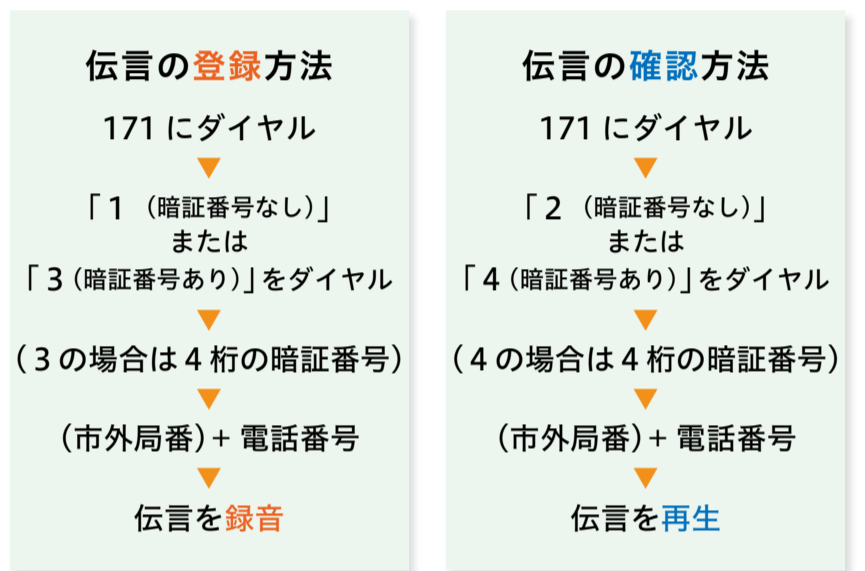 伝言の登録方法
171 にダイヤル
▼
「 1 （暗証番号なし）」
または
「 3（暗証番号あり）」をダイヤル
▼
（ 3 の場合は 4 桁の暗証番号）
▼
（市外局番）+ 電話番号
▼
伝言を録音
伝言の確認方法
171 にダイヤル
▼
「 2 （暗証番号なし）」
または
「 4（暗証番号あり）」をダイヤル
▼
（ 4 の場合は 4 桁の暗証番号）
▼
（市外局番）+ 電話番号
▼
伝言を再生